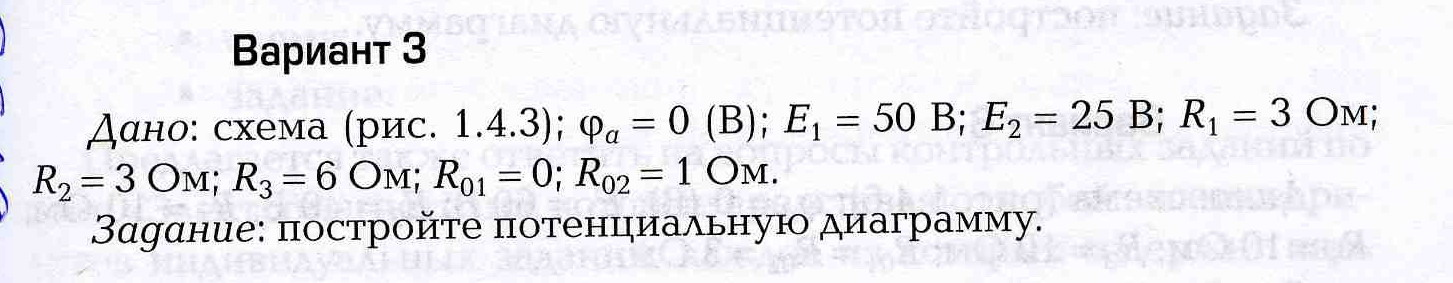 Вариант 3
Дано: схема (рис. 1.4.3); φₐ = 0 (В); E₁ = 50 В; E₂ = 25 В; R₁ = 3 Ом;
R₂ = 3 Ом; R₃ = 6 Ом; R₀₁ = 0; R₀₂ = 1 Ом.
Задание: постройте потенциальную диаграмму.